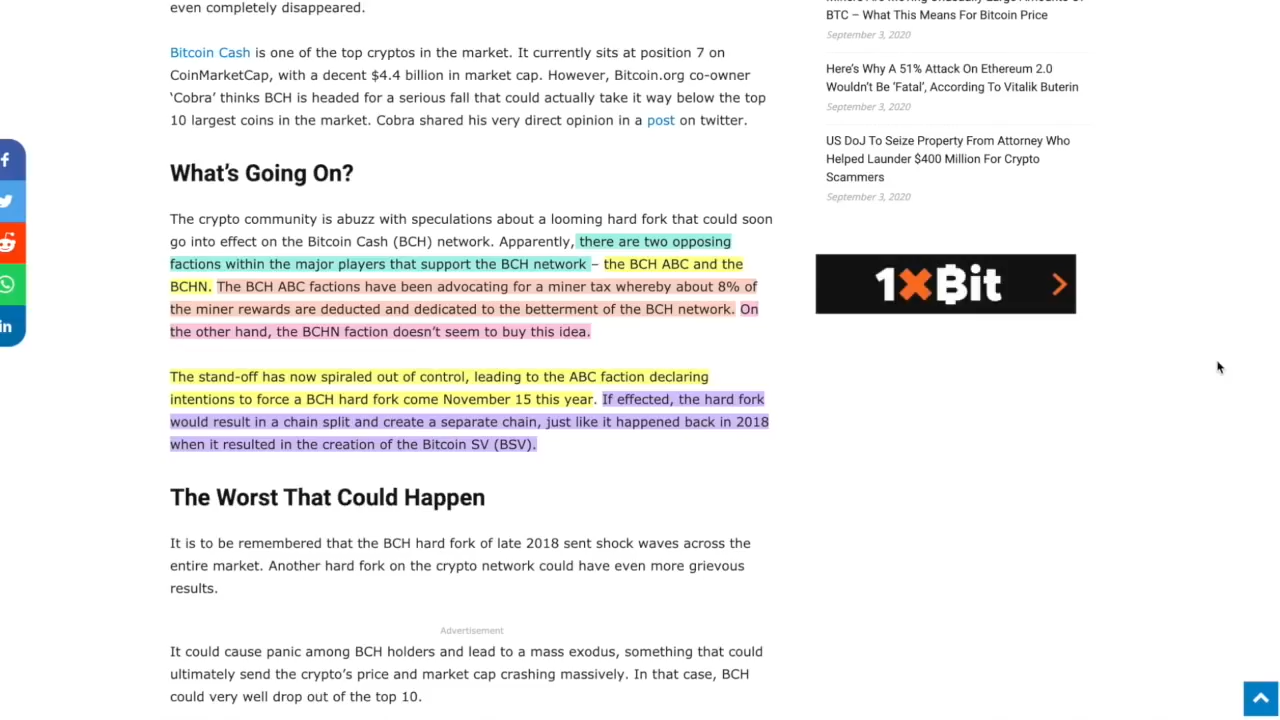 even completely disappeared.
Bitcoin Cash is one of the top cryptos in the market. It currently sits at position 7 on
CoinMarketCap, with a decent $4.4 billion in market cap. However, Bitcoin.org co-owner
‘Cobra’ thinks BCH is headed for a serious fall that could actually take it way below the top
10 largest coins in the market. Cobra shared his very direct opinion in a post on twitter.
What’s Going On?
The crypto community is abuzz with speculations about a looming hard fork that could soon
go into effect on the Bitcoin Cash (BCH) network. Apparently, there are two opposing
factions within the major players that support the BCH network – the BCH ABC and the
BCHN. The BCH ABC factions have been advocating for a miner tax whereby about 8% of
the miner rewards are deducted and dedicated to the betterment of the BCH network. On
the other hand, the BCHN faction doesn’t seem to buy this idea.
The stand-off has now spiraled out of control, leading to the ABC faction declaring
intentions to force a BCH hard fork come November 15 this year. If effected, the hard fork
would result in a chain split and create a separate chain, just like it happened back in 2018
when it resulted in the creation of the Bitcoin SV (BSV).
The Worst That Could Happen
It is to be remembered that the BCH hard fork of late 2018 sent shock waves across the
entire market. Another hard fork on the crypto network could have even more grievous
results.
Advertisement
It could cause panic among BCH holders and lead to a mass exodus, something that could
ultimately send the crypto’s price and market cap crashing massively. In that case, BCH
could very well drop out of the top 10.
Miners Are Moving Unusually Large Amounts Of
BTC – What This Means For Bitcoin Price
September 3, 2020
Here’s Why A 51% Attack On Ethereum 2.0
Wouldn’t Be ‘Fatal’, According To Vitalik Buterin
September 3, 2020
US DoJ To Seize Property From Attorney Who
Helped Launder $400 Million For Crypto
Scammers
September 3, 2020
1xBit